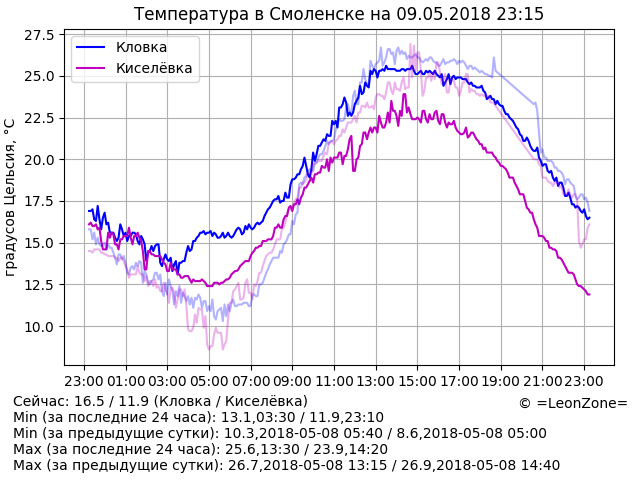 Температура в Смоленске на 09.05.2018 23:15
Кловка
Киселёвка
градусов Цельсия, °C
27.5
25.0
22.5
20.0
17.5
15.0
12.5
10.0
23:00 01:00 03:00 05:00 07:00 09:00 11:00 13:00 15:00 17:00 19:00 21:00 23:00
Сейчас: 16.5 / 11.9 (Кловка / Киселёвка)
© =LeonZone=
Min (за последние 24 часа): 13.1,03:30 / 11.9,23:10
Min (за предыдущие сутки): 10.3,2018-05-08 05:40 / 8.6,2018-05-08 05:00
Max (за последние 24 часа): 25.6,13:30 / 23.9,14:20
Max (за предыдущие сутки): 26.7,2018-05-08 13:15 / 26.9,2018-05-08 14:40